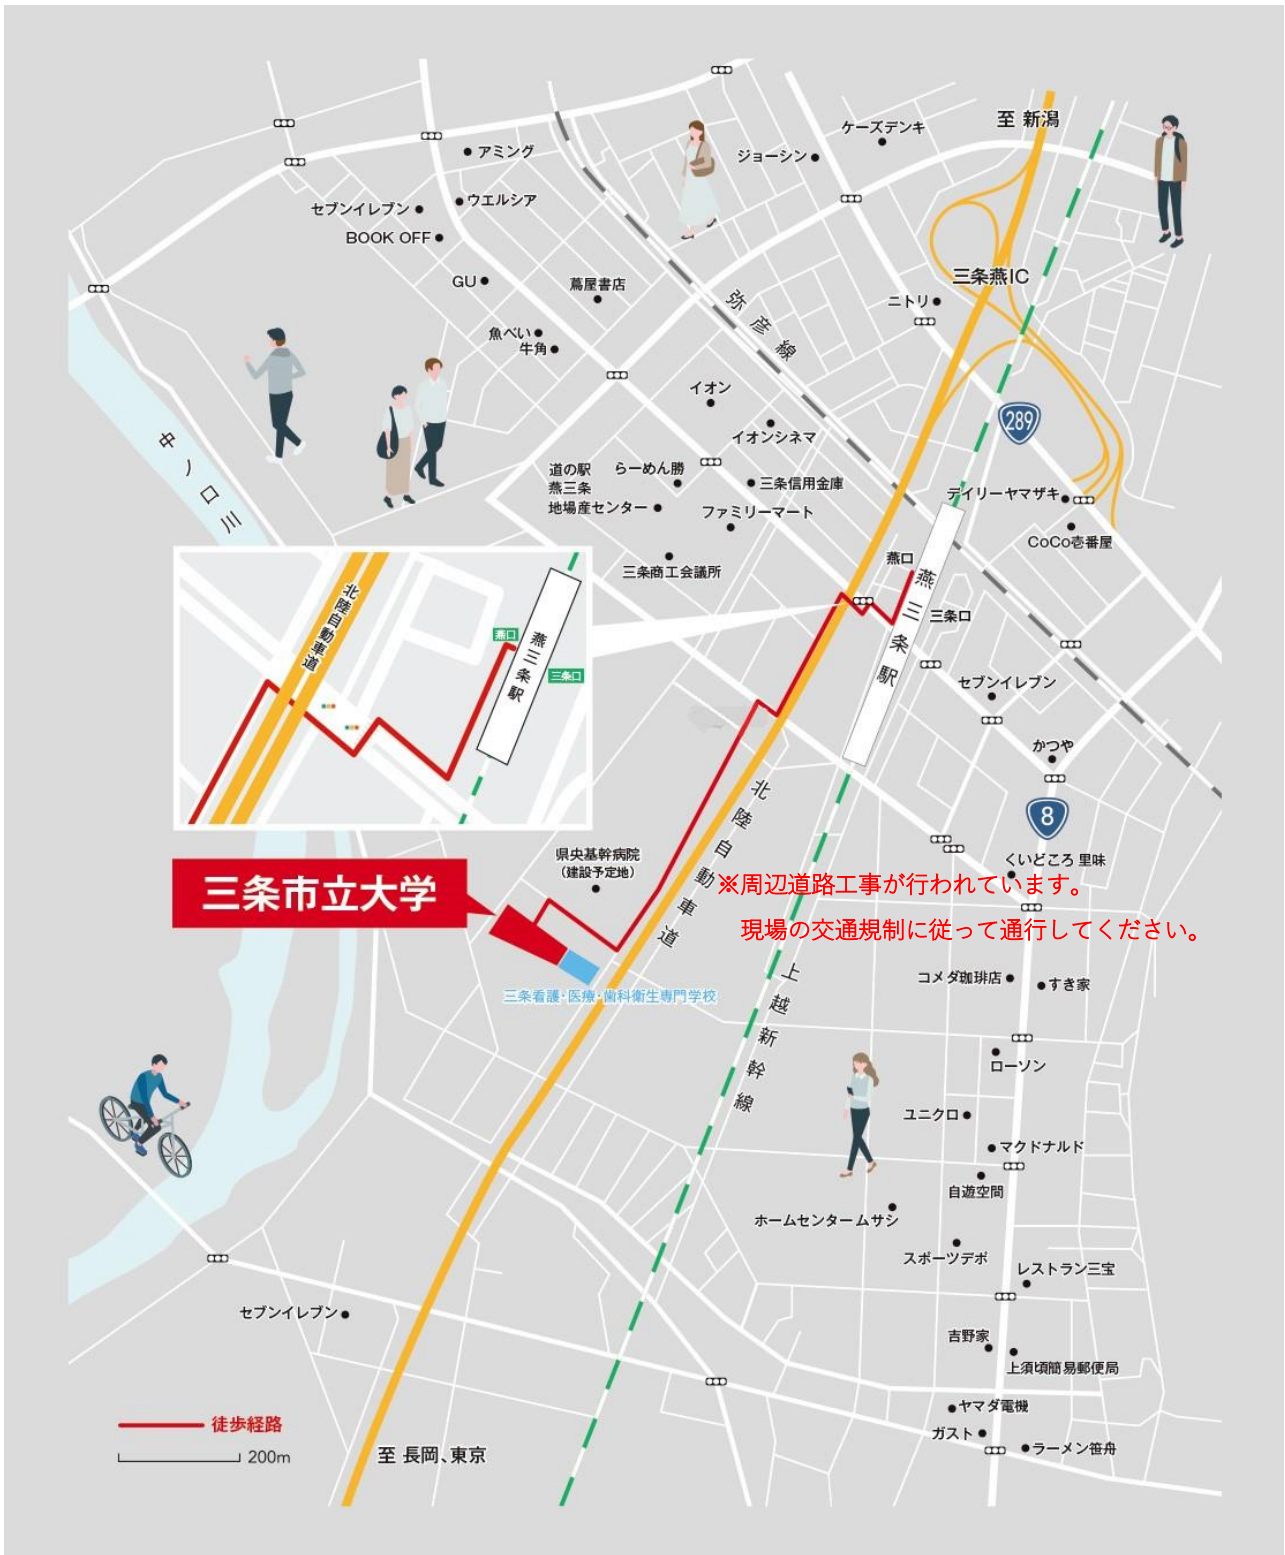 至 新潟
ケーズデンキ
ジョーシン
アミング
ウエルシア
セブンイレブン
BOOK OFF
GU
蔦屋書店
三条燕IC
ニトリ
弥彦線
魚べい
牛角
イオン
イオンシネマ
289
中ノ口川
道の駅
燕三条
地場産センター
らーめん勝
三条信用金庫
ファミリーマート
デイリーヤマザキ
CoCo壱番屋
三条商工会議所
燕口
燕三条駅
三条口
北陸自動車道
燕口
燕三条駅
三条口
セブンイレブン
かつや
8
北陸自動車道
県央基幹病院
(建設予定地)
三条市立大学
くいどころ 里味
※周辺道路工事が行われています。
現場の交通規制に従って通行してください。
三条看護・医療・歯科衛生専門学校
上越新幹線
コメダ珈琲店
すき家
ローソン
ユニクロ
マクドナルド
自遊空間
ホームセンタームサシ
スポーツデポ
レストラン三宝
セブンイレブン
吉野家
上須頃簡易郵便局
ヤマダ電機
ガスト
ラーメン笹舟
徒歩経路
200m
至 長岡、東京